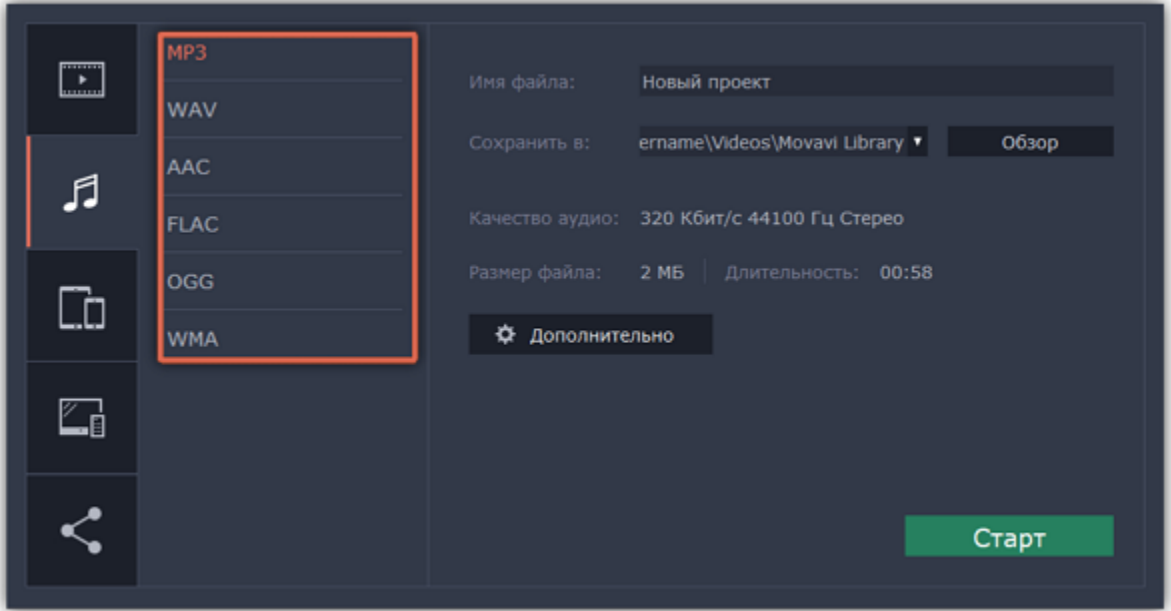 MP3
WAV
AAC
FLAC
OGG
WMA
Имя файла: Новый проект
Сохранить в: ername\Videos\Movavi Library Обзор
Качество аудио: 320 Кбит/с 44100 Гц Стерео
Размер файла: 2 МБ Длительность: 00:58
Дополнительно
Старт